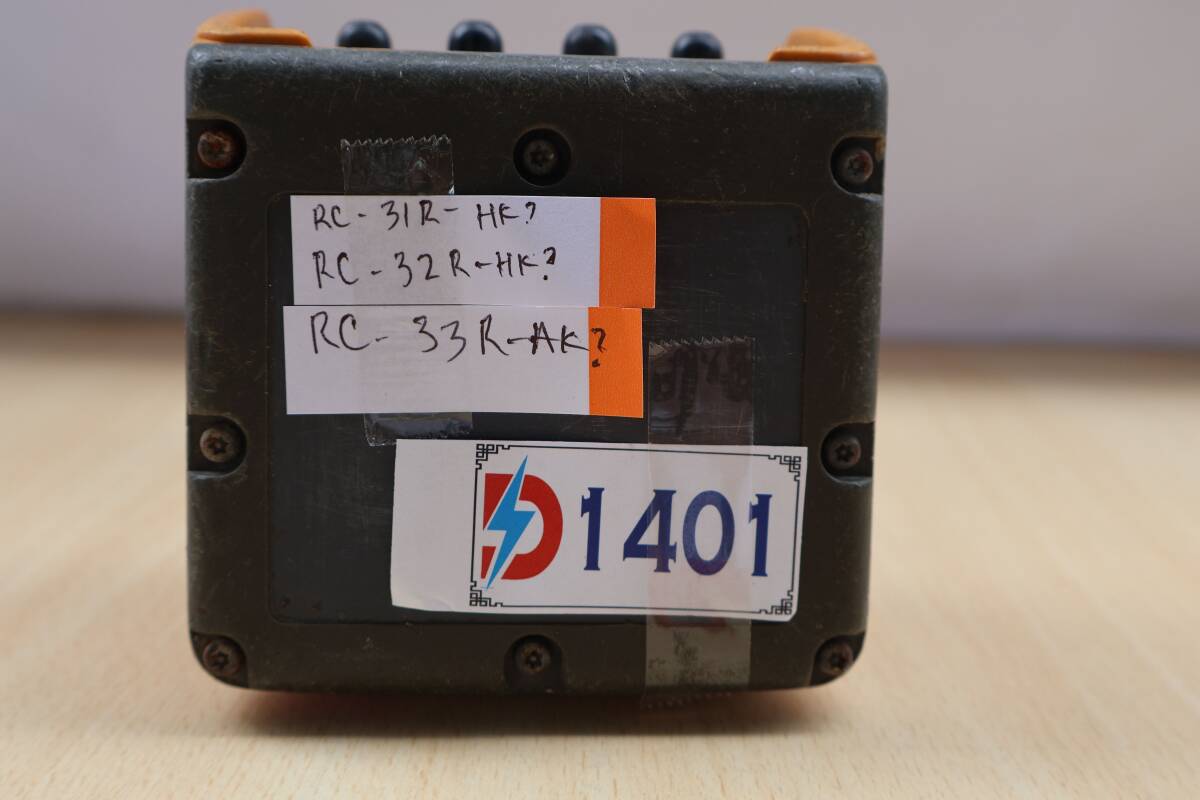 RC - 31R - HK?
RC - 32R - HK?
RC - 33R - AK?
D 1401